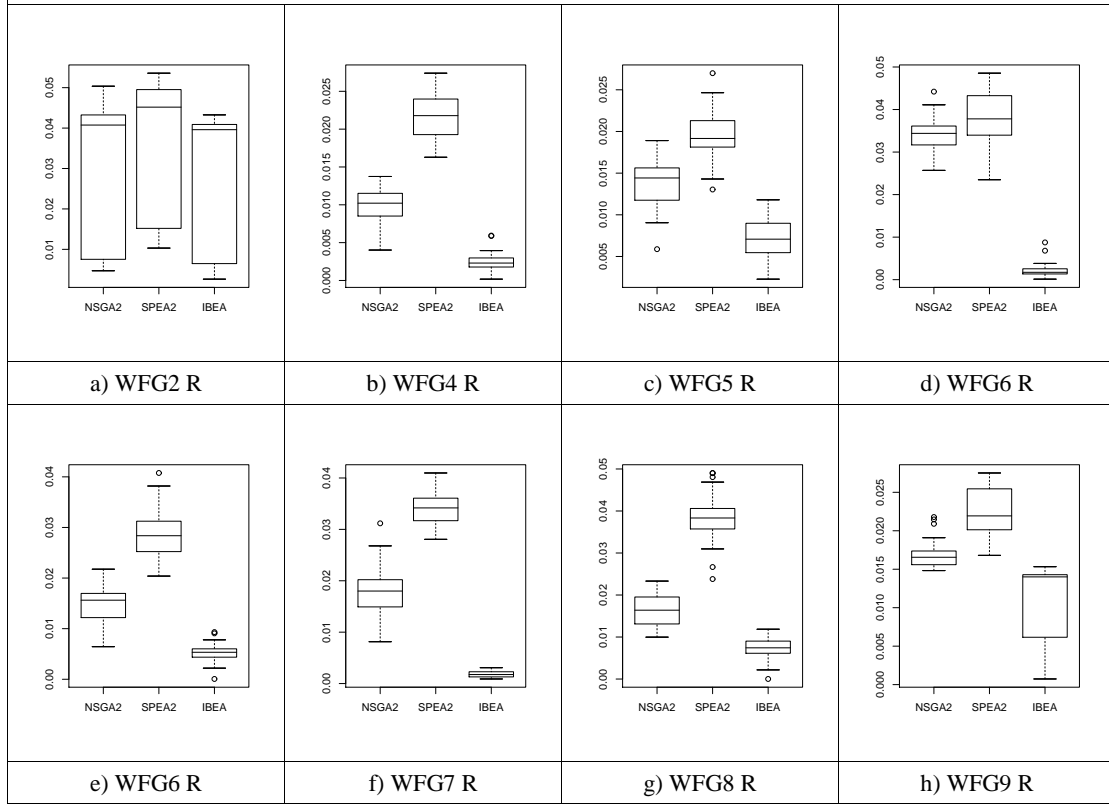 0.01 0.02 0.03 0.04 0.05
NSGA2 SPEA2 IBEA
0.000 0.005 0.010 0.015 0.020 0.025
NSGA2 SPEA2 IBEA
0.005 0.010 0.015 0.020 0.025
NSGA2 SPEA2 IBEA
0.00 0.01 0.02 0.03 0.04 0.05
NSGA2 SPEA2 IBEA
a) WFG2 R
b) WFG4 R
c) WFG5 R
d) WFG6 R
0.00 0.01 0.02 0.03 0.04
NSGA2 SPEA2 IBEA
0.00 0.01 0.02 0.03 0.04
NSGA2 SPEA2 IBEA
0.00 0.01 0.02 0.03 0.04 0.05
NSGA2 SPEA2 IBEA
0.000 0.005 0.010 0.015 0.020 0.025
NSGA2 SPEA2 IBEA
e) WFG6 R
f) WFG7 R
g) WFG8 R
h) WFG9 R